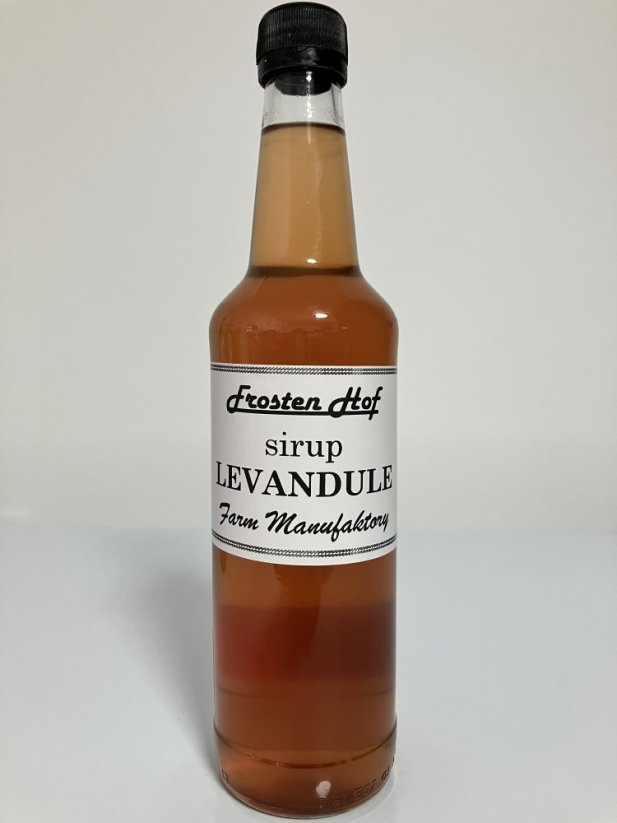 Frosten Hof
sirup
LEVANDULE
Farm Manufaktory